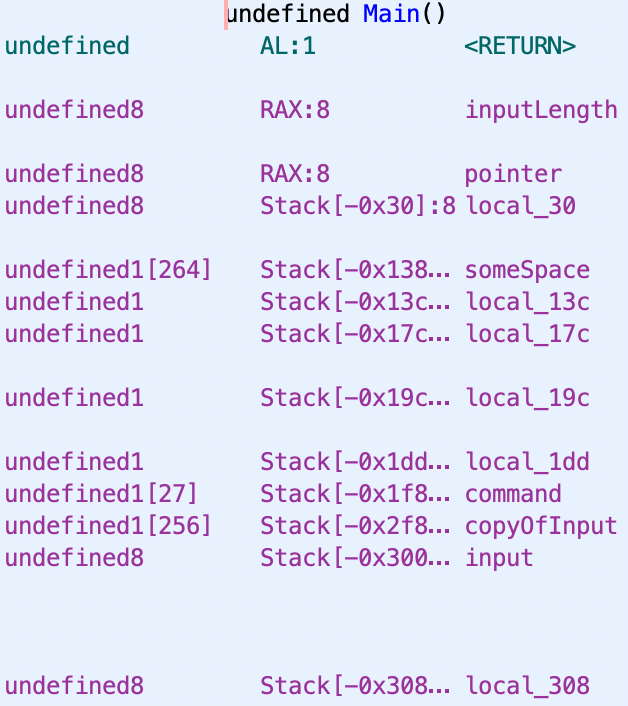 undefined Main()
undefined AL:1 <RETURN>
undefined8 RAX:8 inputLength
undefined8 RAX:8 pointer
undefined8 Stack[-0x30]:8 local_30
undefined1[264] Stack[-0x138… someSpace
undefined1 Stack[-0x13c… local_13c
undefined1 Stack[-0x17c… local_17c
undefined1 Stack[-0x19c… local_19c
undefined1 Stack[-0x1dd… local_1dd
undefined1[27] Stack[-0x1f8… command
undefined1[256] Stack[-0x2f8… copyOfInput
undefined8 Stack[-0x300… input
undefined8 Stack[-0x308… local_308